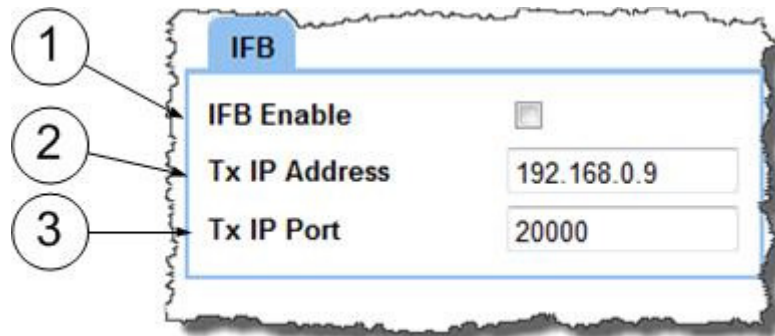 IFB
1
IFB Enable
2
Tx IP Address 192.168.0.9
3
Tx IP Port 20000